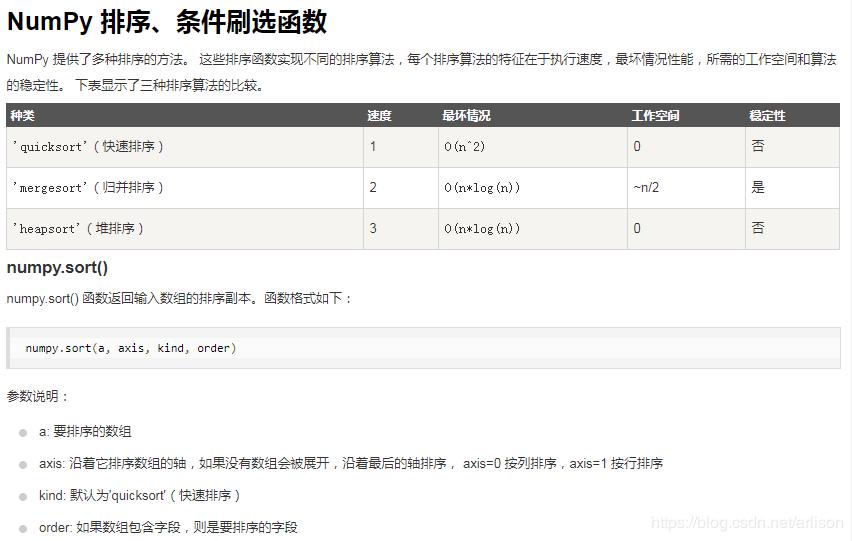 NumPy 排序、条件刷选函数
NumPy 提供了多种排序的方法。 这些排序函数实现不同的排序算法，每个排序算法的特征在于执行速度，最坏情况性能，所需的工作空间和算法
的稳定性。 下表显示了三种排序算法的比较。
种类 速度 最坏情况 工作空间 稳定性
'quicksort'（快速排序） 1 O(n^2) 0 否
'mergesort'（归并排序） 2 O(n*log(n)) ~n/2 是
'heapsort'（堆排序） 3 O(n*log(n)) 0 否
numpy.sort()
numpy.sort() 函数返回输入数组的排序副本。函数格式如下：
numpy.sort(a, axis, kind, order)
参数说明：
a: 要排序的数组
axis: 沿着它排序数组的轴，如果没有数组会被展开，沿着最后的轴排序， axis=0 按列排序，axis=1 按行排序
kind: 默认为'quicksort'（快速排序）
order: 如果数组包含字段，则是要排序的字段
https://blog.csdn.net/arlison